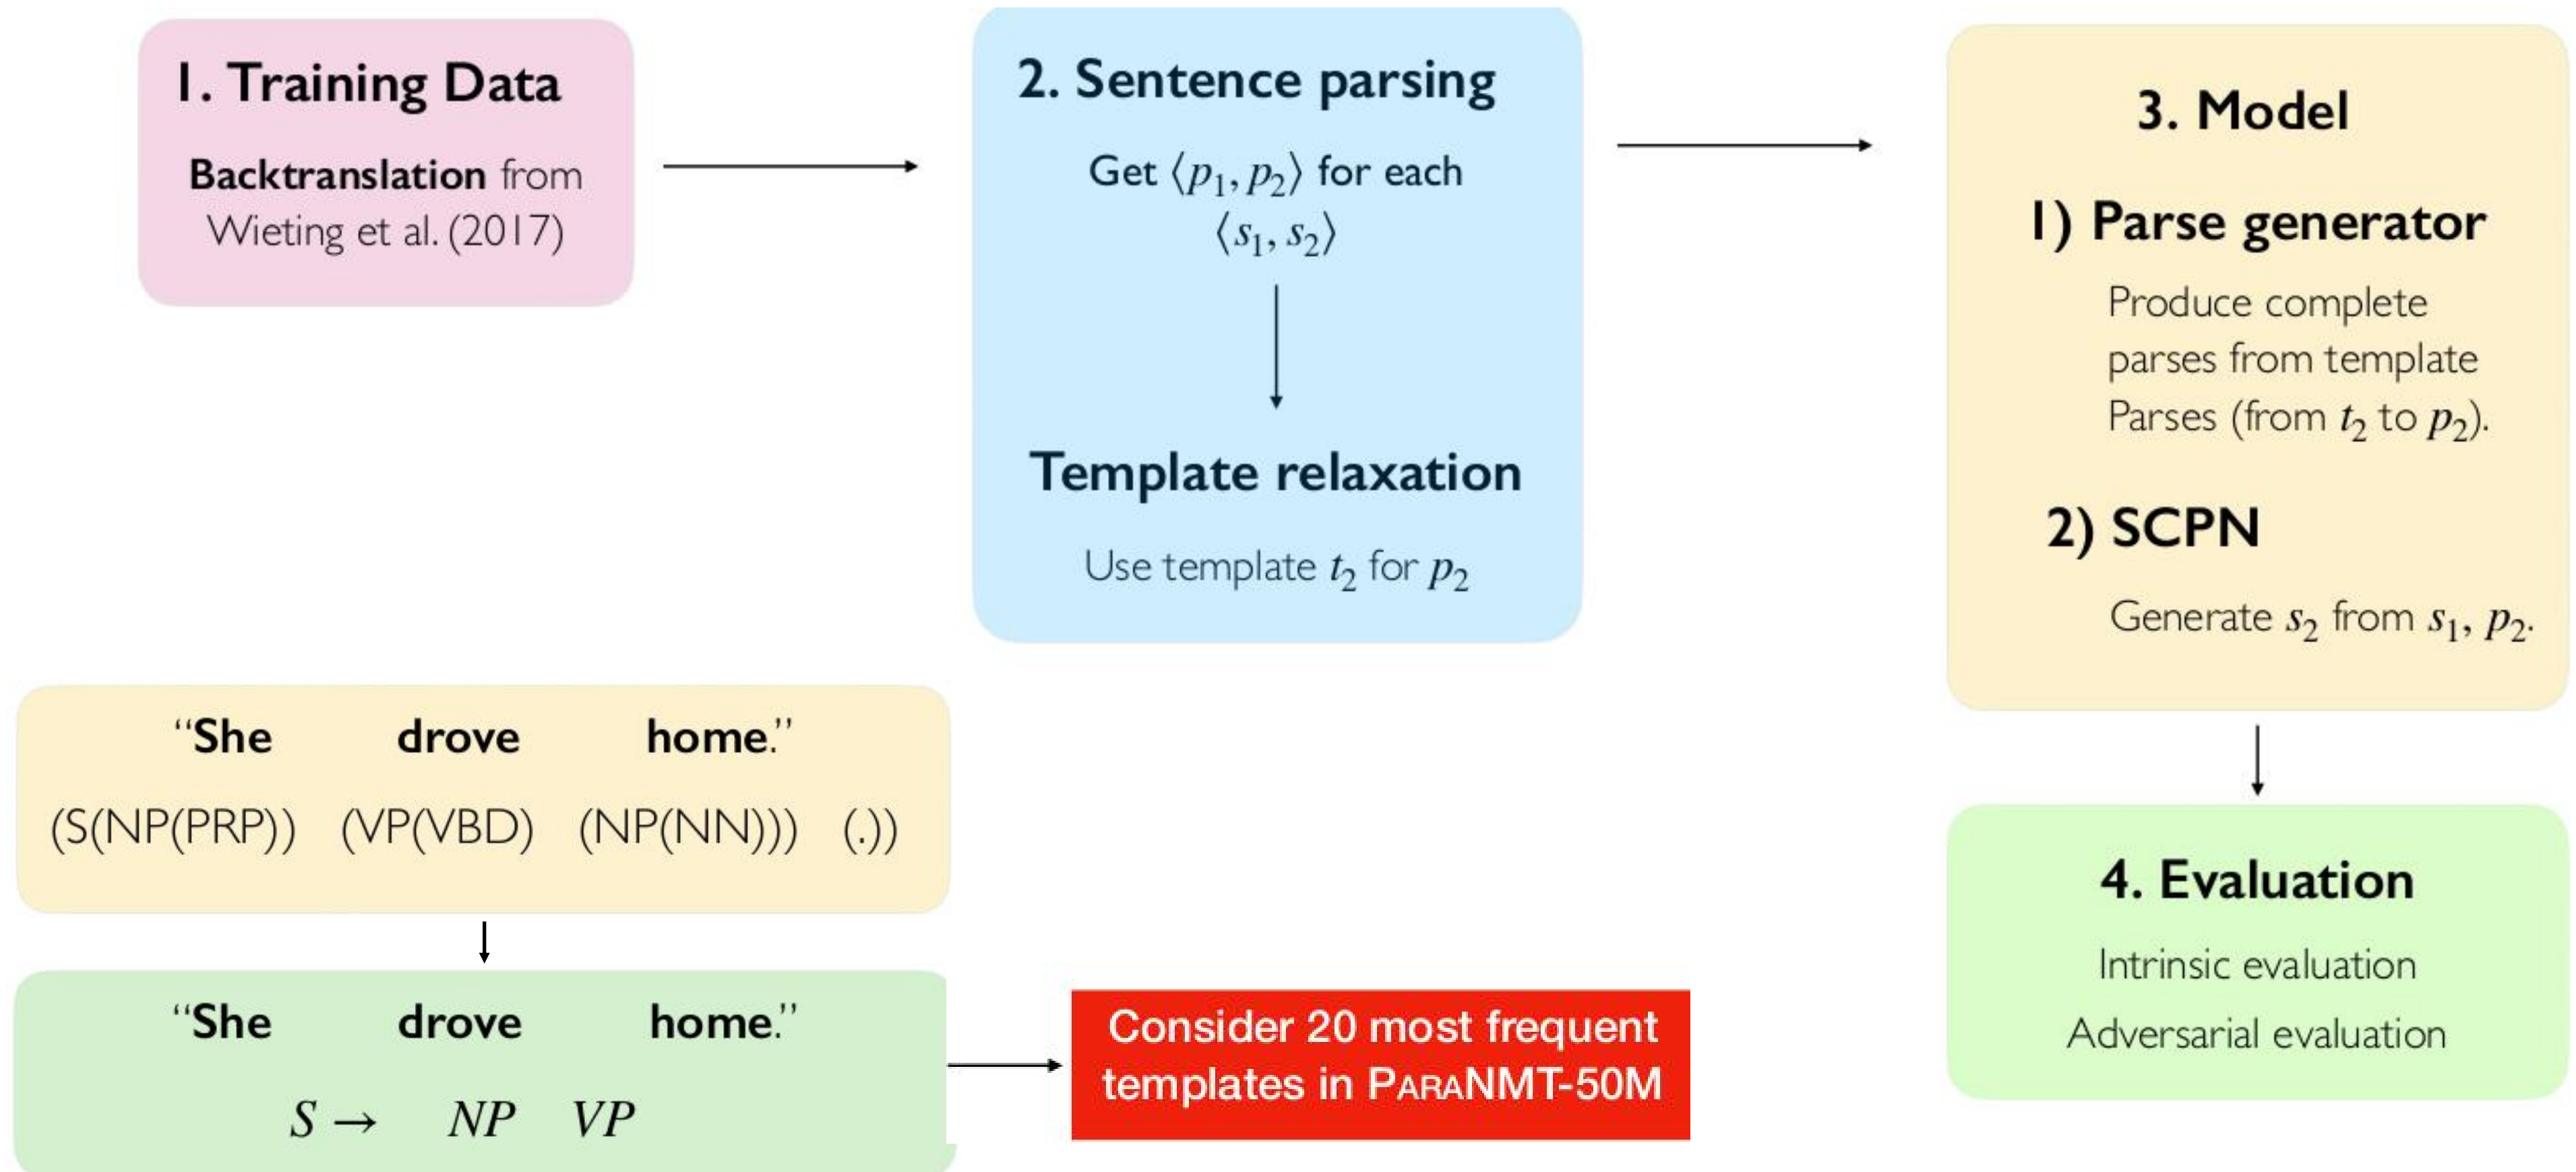 1. Training Data
Backtranslation from
Wieting et al. (2017)
2. Sentence parsing
Get ⟨p₁, p₂⟩ for each
⟨s₁, s₂⟩
Template relaxation
Use template t₂ for p₂
3. Model
1) Parse generator
Produce complete
parses from template
Parses (from t₂ to p₂).
2) SCPN
Generate s₂ from s₁, p₂.
4. Evaluation
Intrinsic evaluation
Adversarial evaluation
“She drove home.”
(S(NP(PRP)) (VP(VBD) (NP(NN))) (.))
“She drove home.”
S → NP VP
Consider 20 most frequent
templates in PARANMT-50M